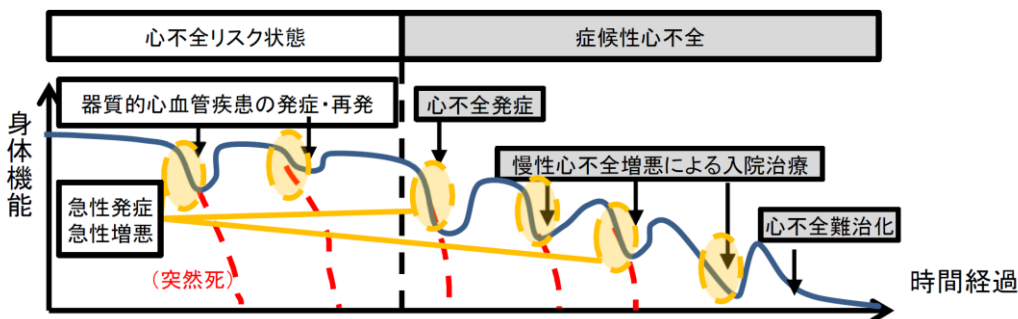 心不全リスク状態
症候性心不全
器質的心血管疾患の発症・再発
心不全発症
身体機能
慢性心不全増悪による入院治療
急性発症
急性増悪
心不全難治化
(突然死)
時間経過